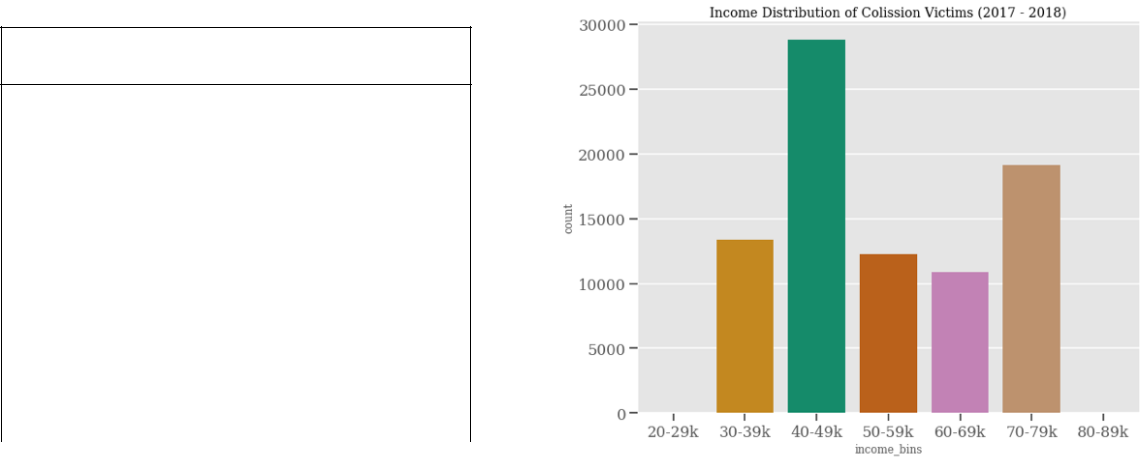 Income Distribution of Colission Victims (2017 - 2018)
30000
25000
20000
15000
10000
5000
0
count
20-29k 30-39k 40-49k 50-59k 60-69k 70-79k 80-89k
income_bins